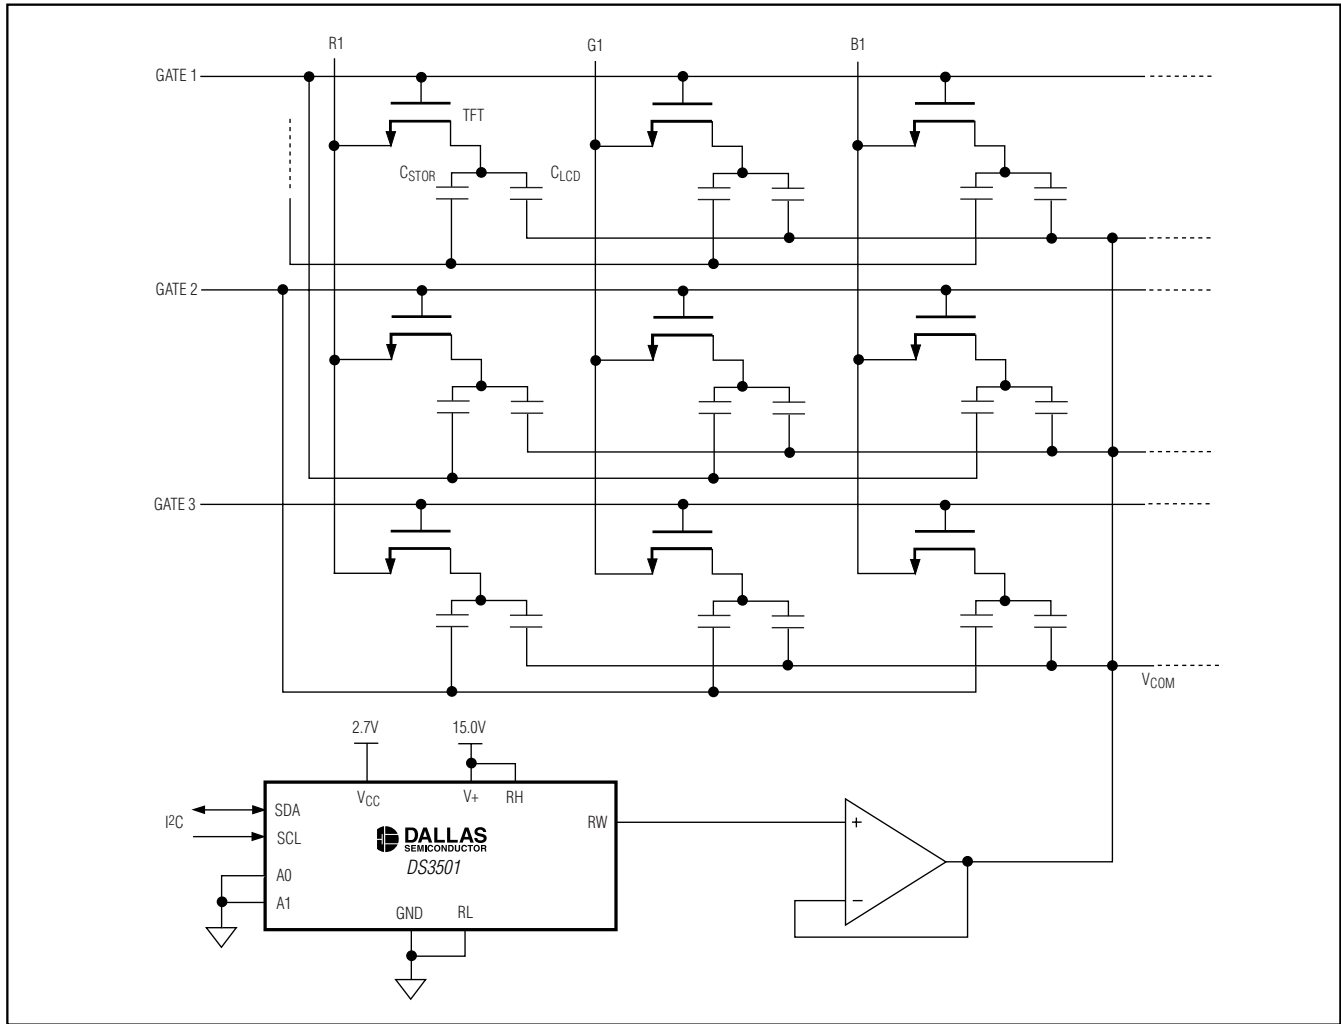 R1
G1
B1
GATE 1
TFT
CSTOR
CLCD
GATE 2
GATE 3
VCOM
2.7V
15.0V
VCC
V+
RH
I2C
SDA
SCL
RW
DALLAS
SEMICONDUCTOR
DS3501
A0
A1
GND
RL
+
−